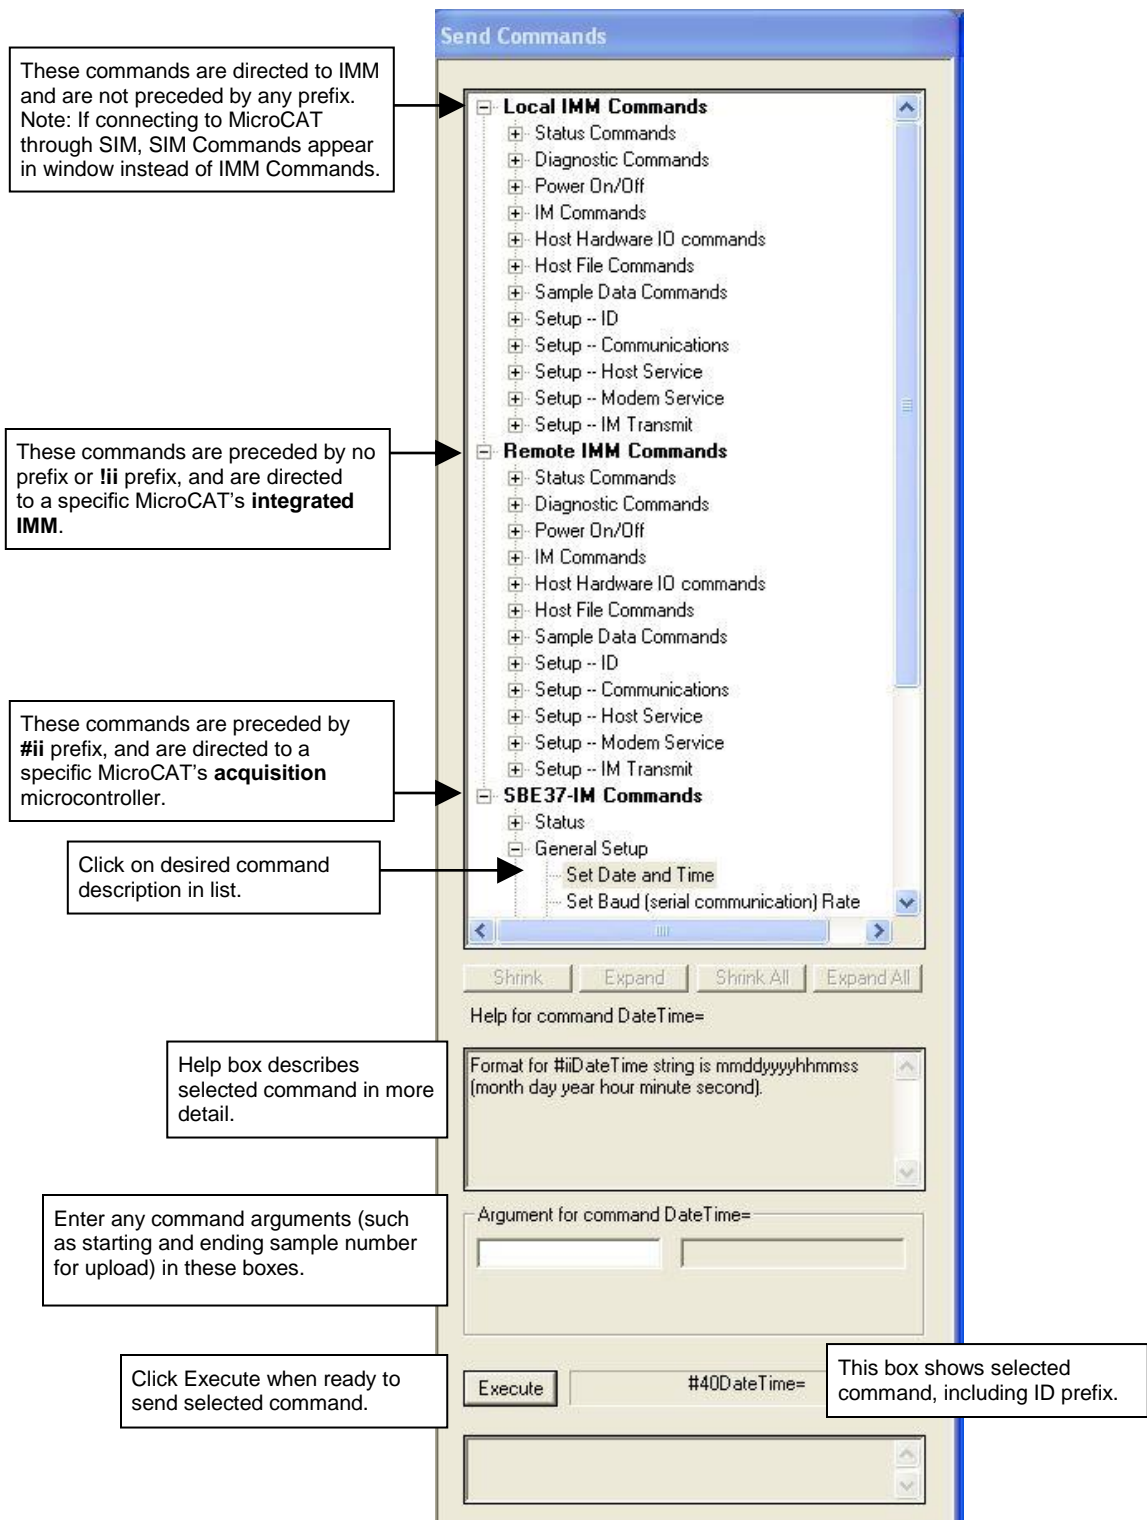 Send Commands
These commands are directed to IMM
and are not preceded by any prefix.
Note: If connecting to MicroCAT
through SIM, SIM Commands appear
in window instead of IMM Commands.
Local IMM Commands
Status Commands
Diagnostic Commands
Power On/Off
IM Commands
Host Hardware IO commands
Host File Commands
Sample Data Commands
Setup -- ID
Setup -- Communications
Setup -- Host Service
Setup -- Modem Service
Setup -- IM Transmit
These commands are preceded by no
prefix or !ii prefix, and are directed
to a specific MicroCAT's integrated
IMM.
Remote IMM Commands
Status Commands
Diagnostic Commands
Power On/Off
IM Commands
Host Hardware IO commands
Host File Commands
Sample Data Commands
Setup -- ID
Setup -- Communications
Setup -- Host Service
Setup -- Modem Service
Setup -- IM Transmit
These commands are preceded by
#ii prefix, and are directed to a
specific MicroCAT's acquisition
microcontroller.
SBE37-IM Commands
Status
General Setup
Set Date and Time
Set Baud (serial communication) Rate
Click on desired command
description in list.
Shrink Expand Shrink All Expand All
Help for command DateTime=
Help box describes
selected command in more
detail.
Format for #iiDateTime string is mmddyyyyhhmmss
(month day year hour minute second).
Enter any command arguments (such
as starting and ending sample number
for upload) in these boxes.
Argument for command DateTime=
Click Execute when ready to
send selected command.
Execute #40DateTime=
This box shows selected
command, including ID prefix.